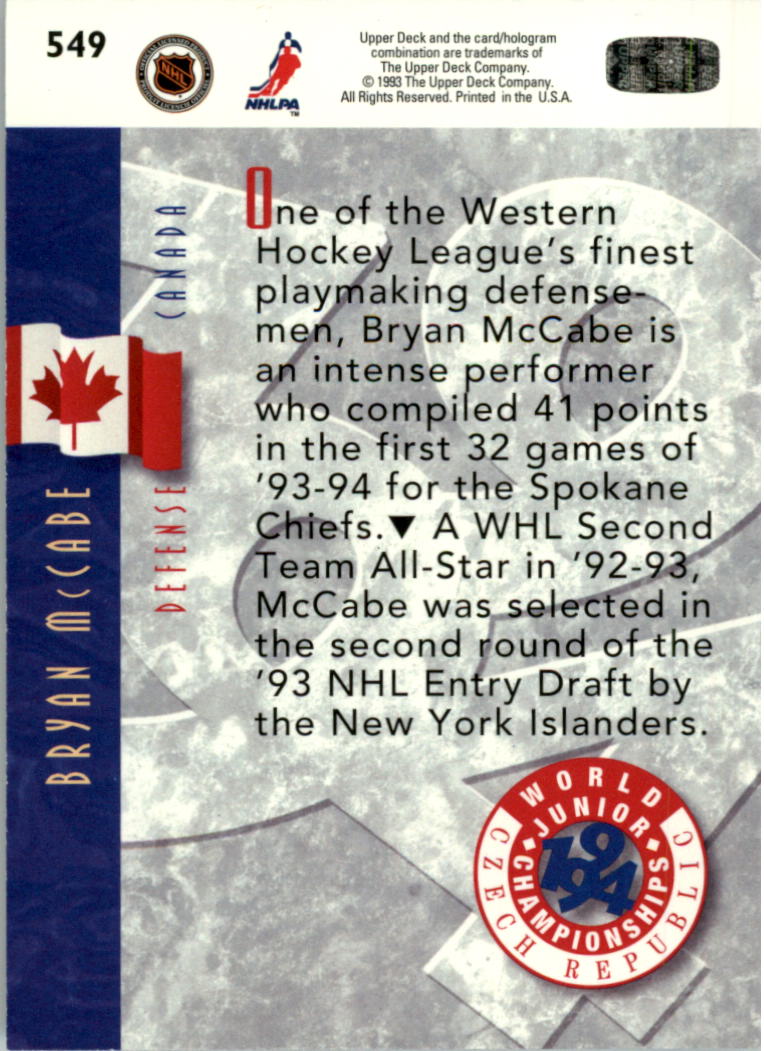 549
NHL
NHLPA
TM
Upper Deck and the card/hologram
combination are trademarks of
The Upper Deck Company.
© 1993 The Upper Deck Company.
All Rights Reserved. Printed in the U.S.A.
BRYAN McCABE
CANADA
DEFENSE
One of the Western
Hockey League's finest
playmaking defense-
men, Bryan McCabe is
an intense performer
who compiled 41 points
in the first 32 games of
'93-94 for the Spokane
Chiefs.▼ A WHL Second
Team All-Star in '92-93,
McCabe was selected in
the second round of the
'93 NHL Entry Draft by
the New York Islanders.
WORLD
JUNIOR
CHAMPIONSHIPS
1994
CZECH REPUBLIC